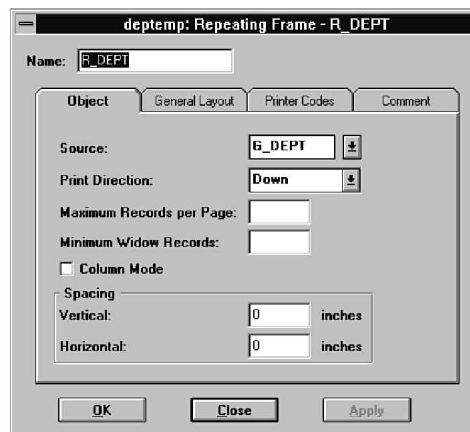 deptemp: Repeating Frame - R_DEPT
Name: R_DEPT
Object General Layout Printer Codes Comment
Source: G_DEPT
Print Direction: Down
Maximum Records per Page:
Minimum Widow Records:
Column Mode
Spacing
Vertical: 0 inches
Horizontal: 0 inches
OK Close Apply